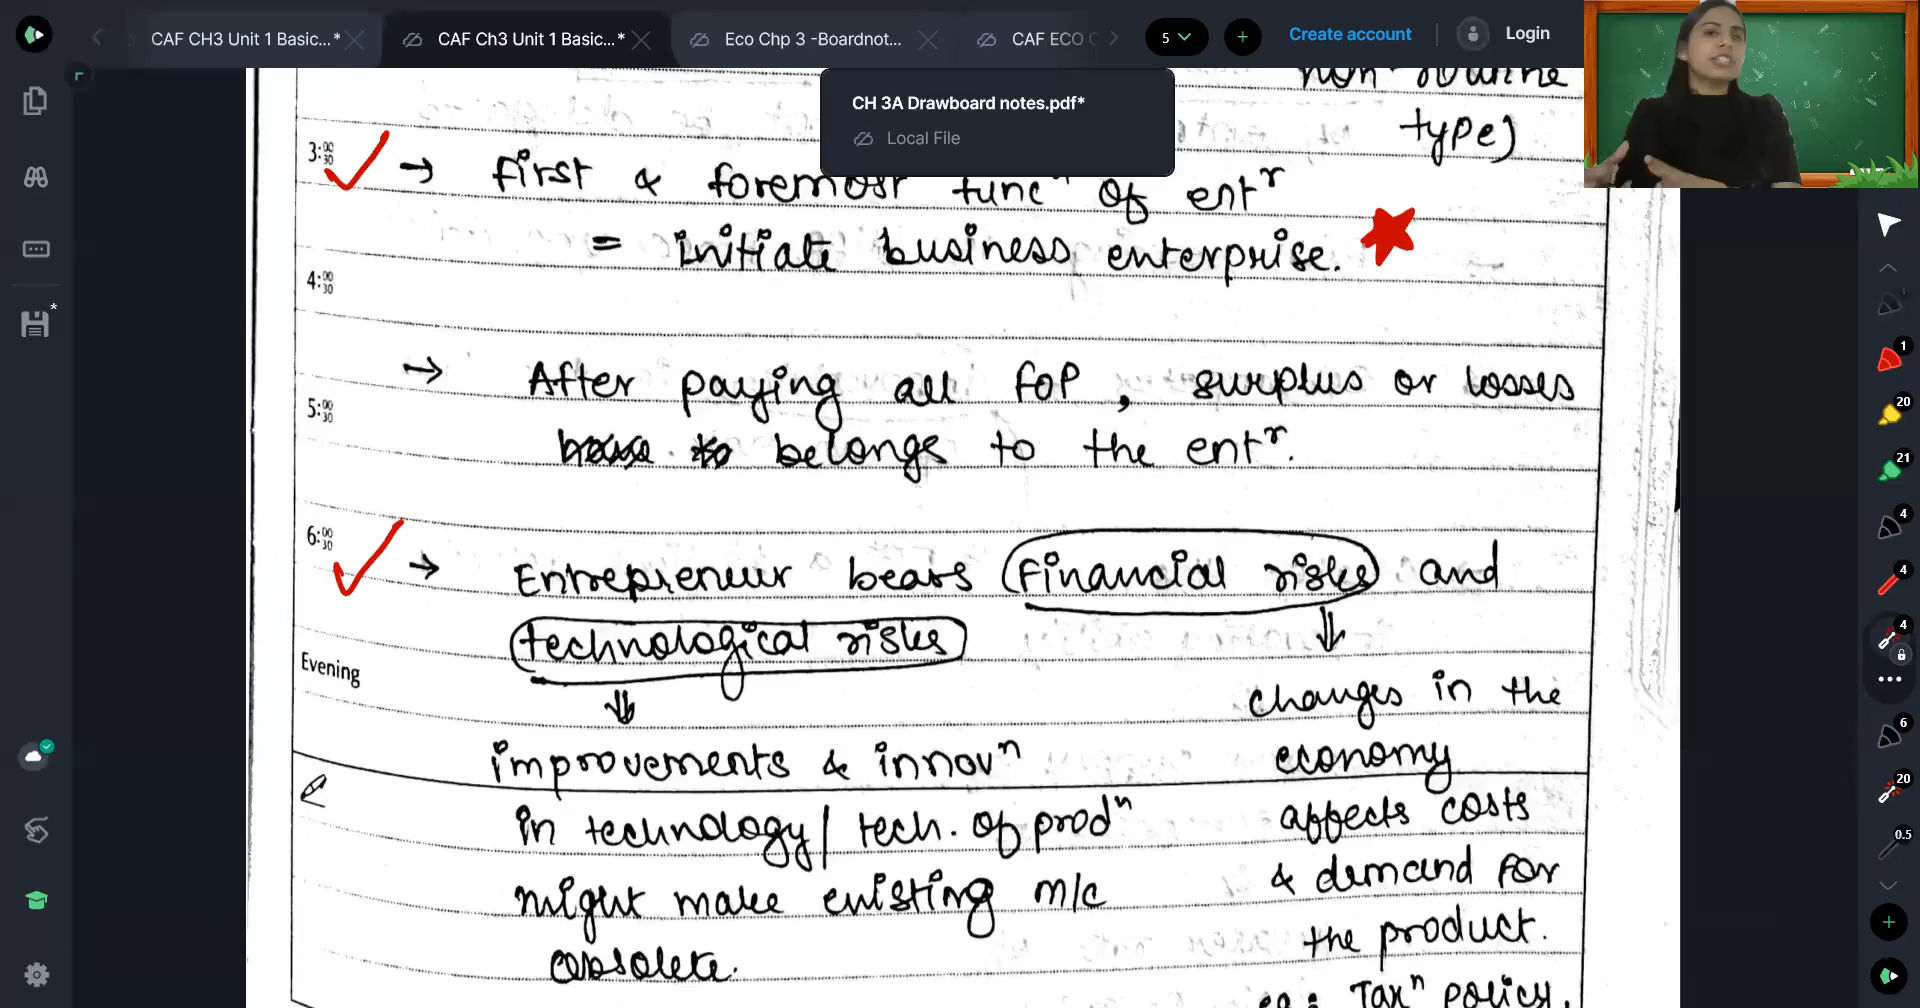 CAF CH3 Unit 1 Basic...*
CAF Ch3 Unit 1 Basic...*
Eco Chp 3 -Boardnot...
CAF ECO C
5
Create account
Login
CH 3A Drawboard notes.pdf*
Local File
non-routine
type)
3:00 30
→ first & foremost funcⁿ of entʳ
= initiate business enterprise.
4:00 30
→ After paying all FOP, surplus or losses
5:00 30
belongs to the entʳ.
6:00 30
→ Entrepreneur bears financial risks and
technological risks
Evening
improvements & innovⁿ
in technology/ tech. of prodⁿ
might make existing m/c
obsolete.
changes in the
economy
affects costs
& demand for
the product.
eg: Taxⁿ policy.
1
20
21
4
4
4
6
20
0.5